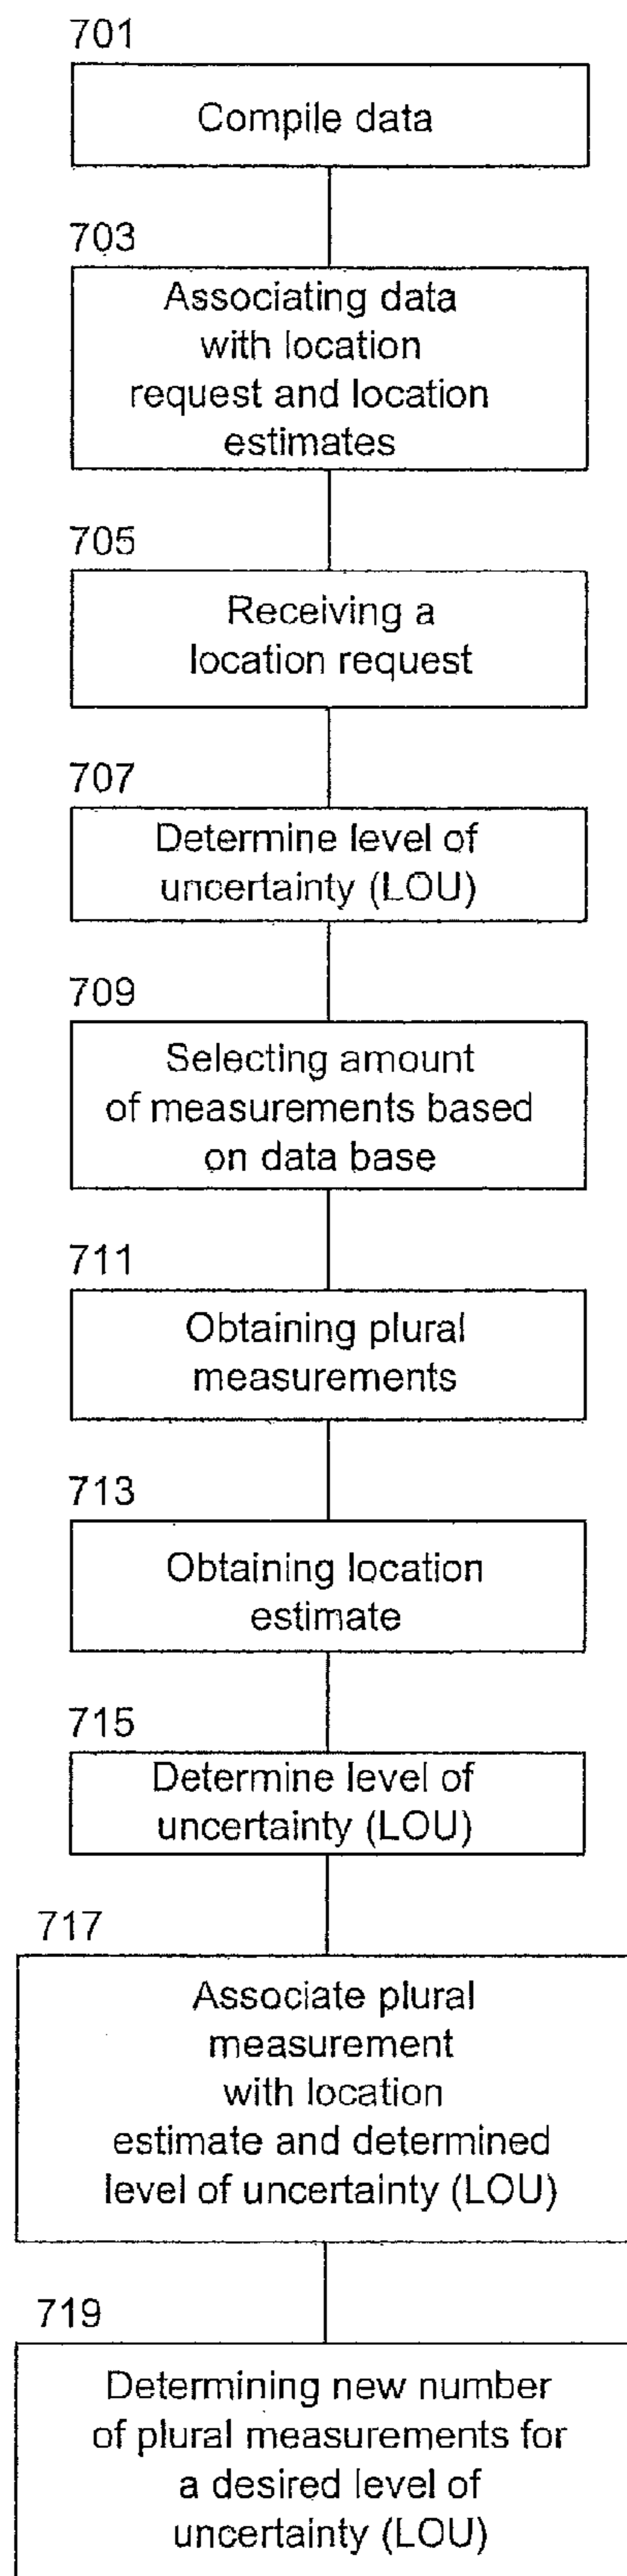 701
Compile data
703
Associating data
with location
request and location
estimates
705
Receiving a
location request
707
Determine level of
uncertainty (LOU)
709
Selecting amount
of measurements based
on data base
711
Obtaining plural
measurements
713
Obtaining location
estimate
715
Determine level of
uncertainty (LOU)
717
Associate plural
measurement
with location
estimate and determined
level of uncertainty (LOU)
719
Determining new number
of plural measurements for
a desired level of
uncertainty (LOU)